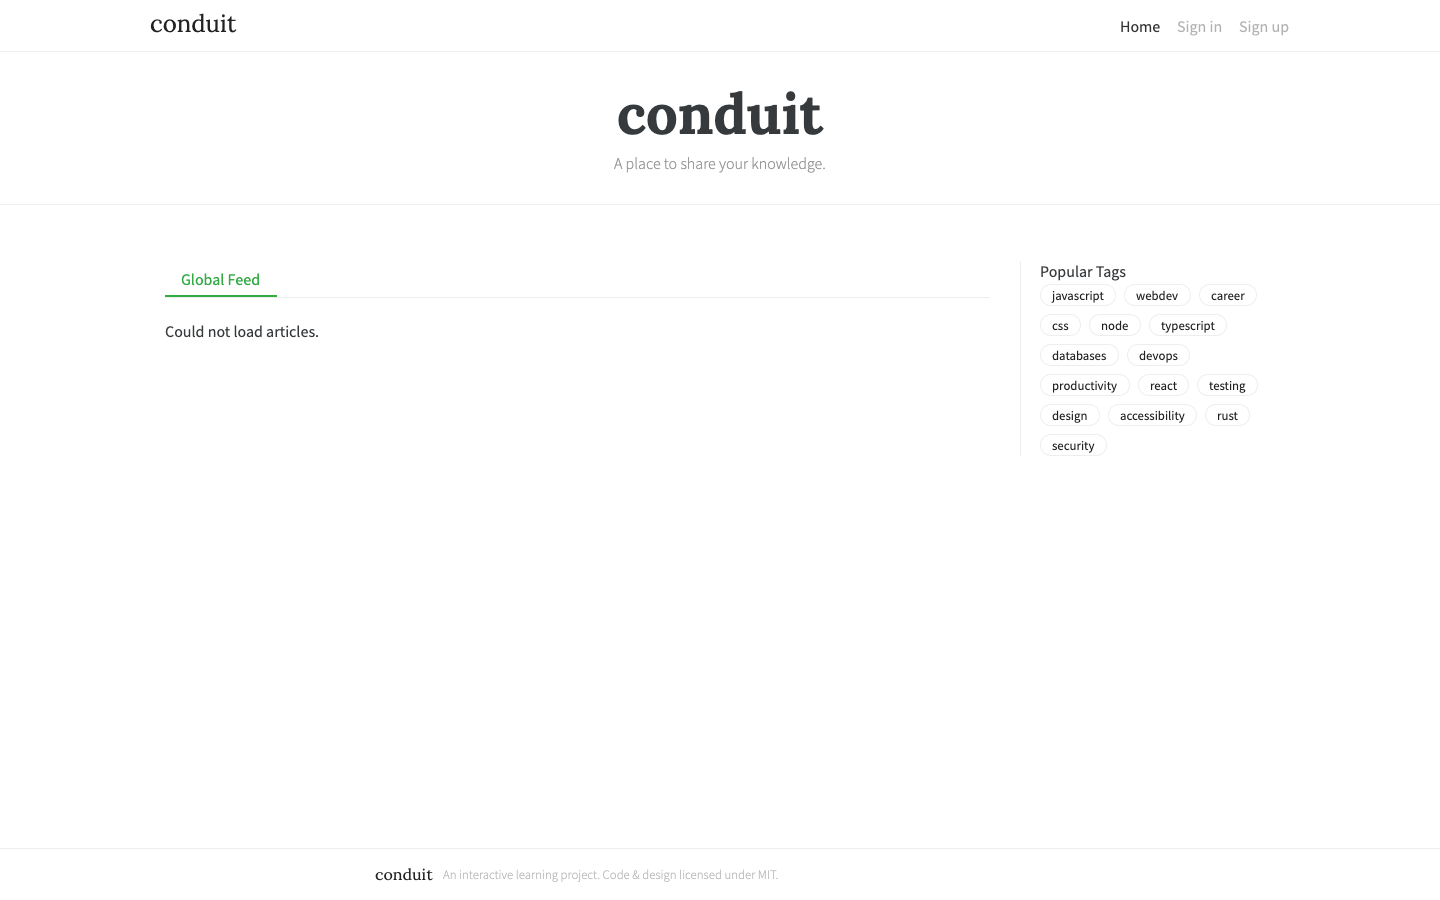 conduit
Home Sign in Sign up
conduit
A place to share your knowledge.
Global Feed
Could not load articles.
Popular Tags
javascript webdev career
css node typescript
databases devops
productivity react testing
design accessibility rust
security
conduit An interactive learning project. Code & design licensed under MIT.